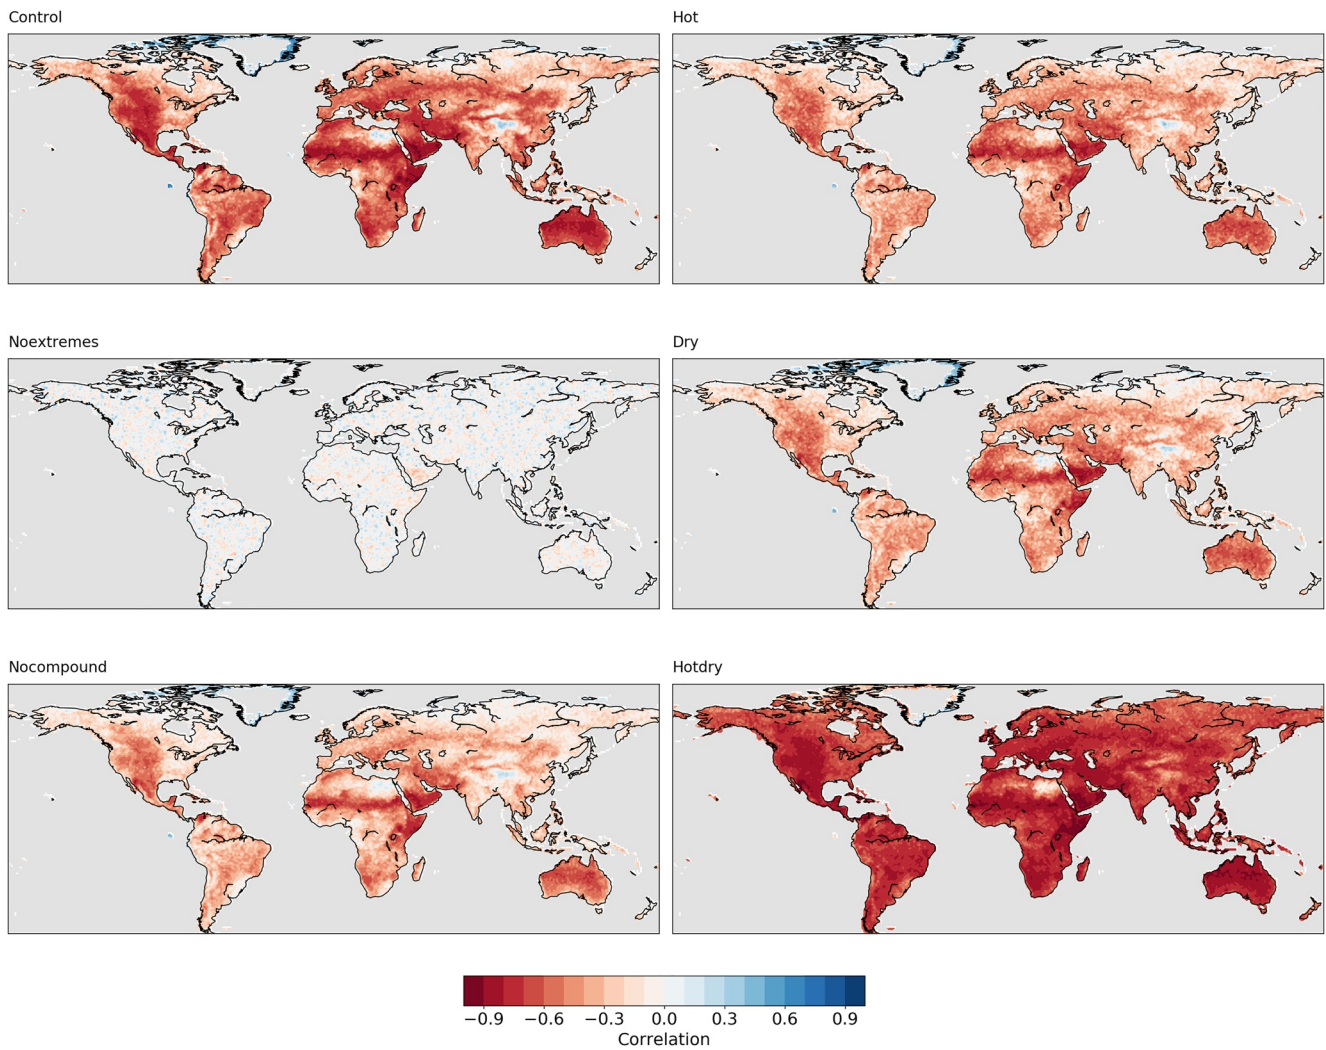 Control
Hot
Noextremes
Dry
Nocompound
Hotdry
−0.9 −0.6 −0.3 0.0 0.3 0.6 0.9
Correlation